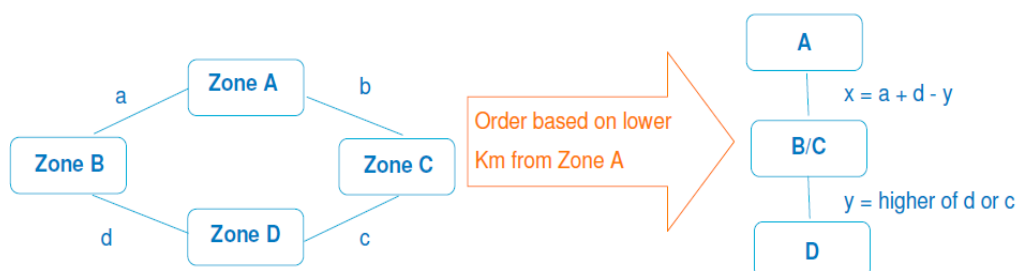 Zone A
a
b
Zone B
Zone C
d
Zone D
c
Order based on lower
Km from Zone A
A
x = a + d - y
B/C
y = higher of d or c
D